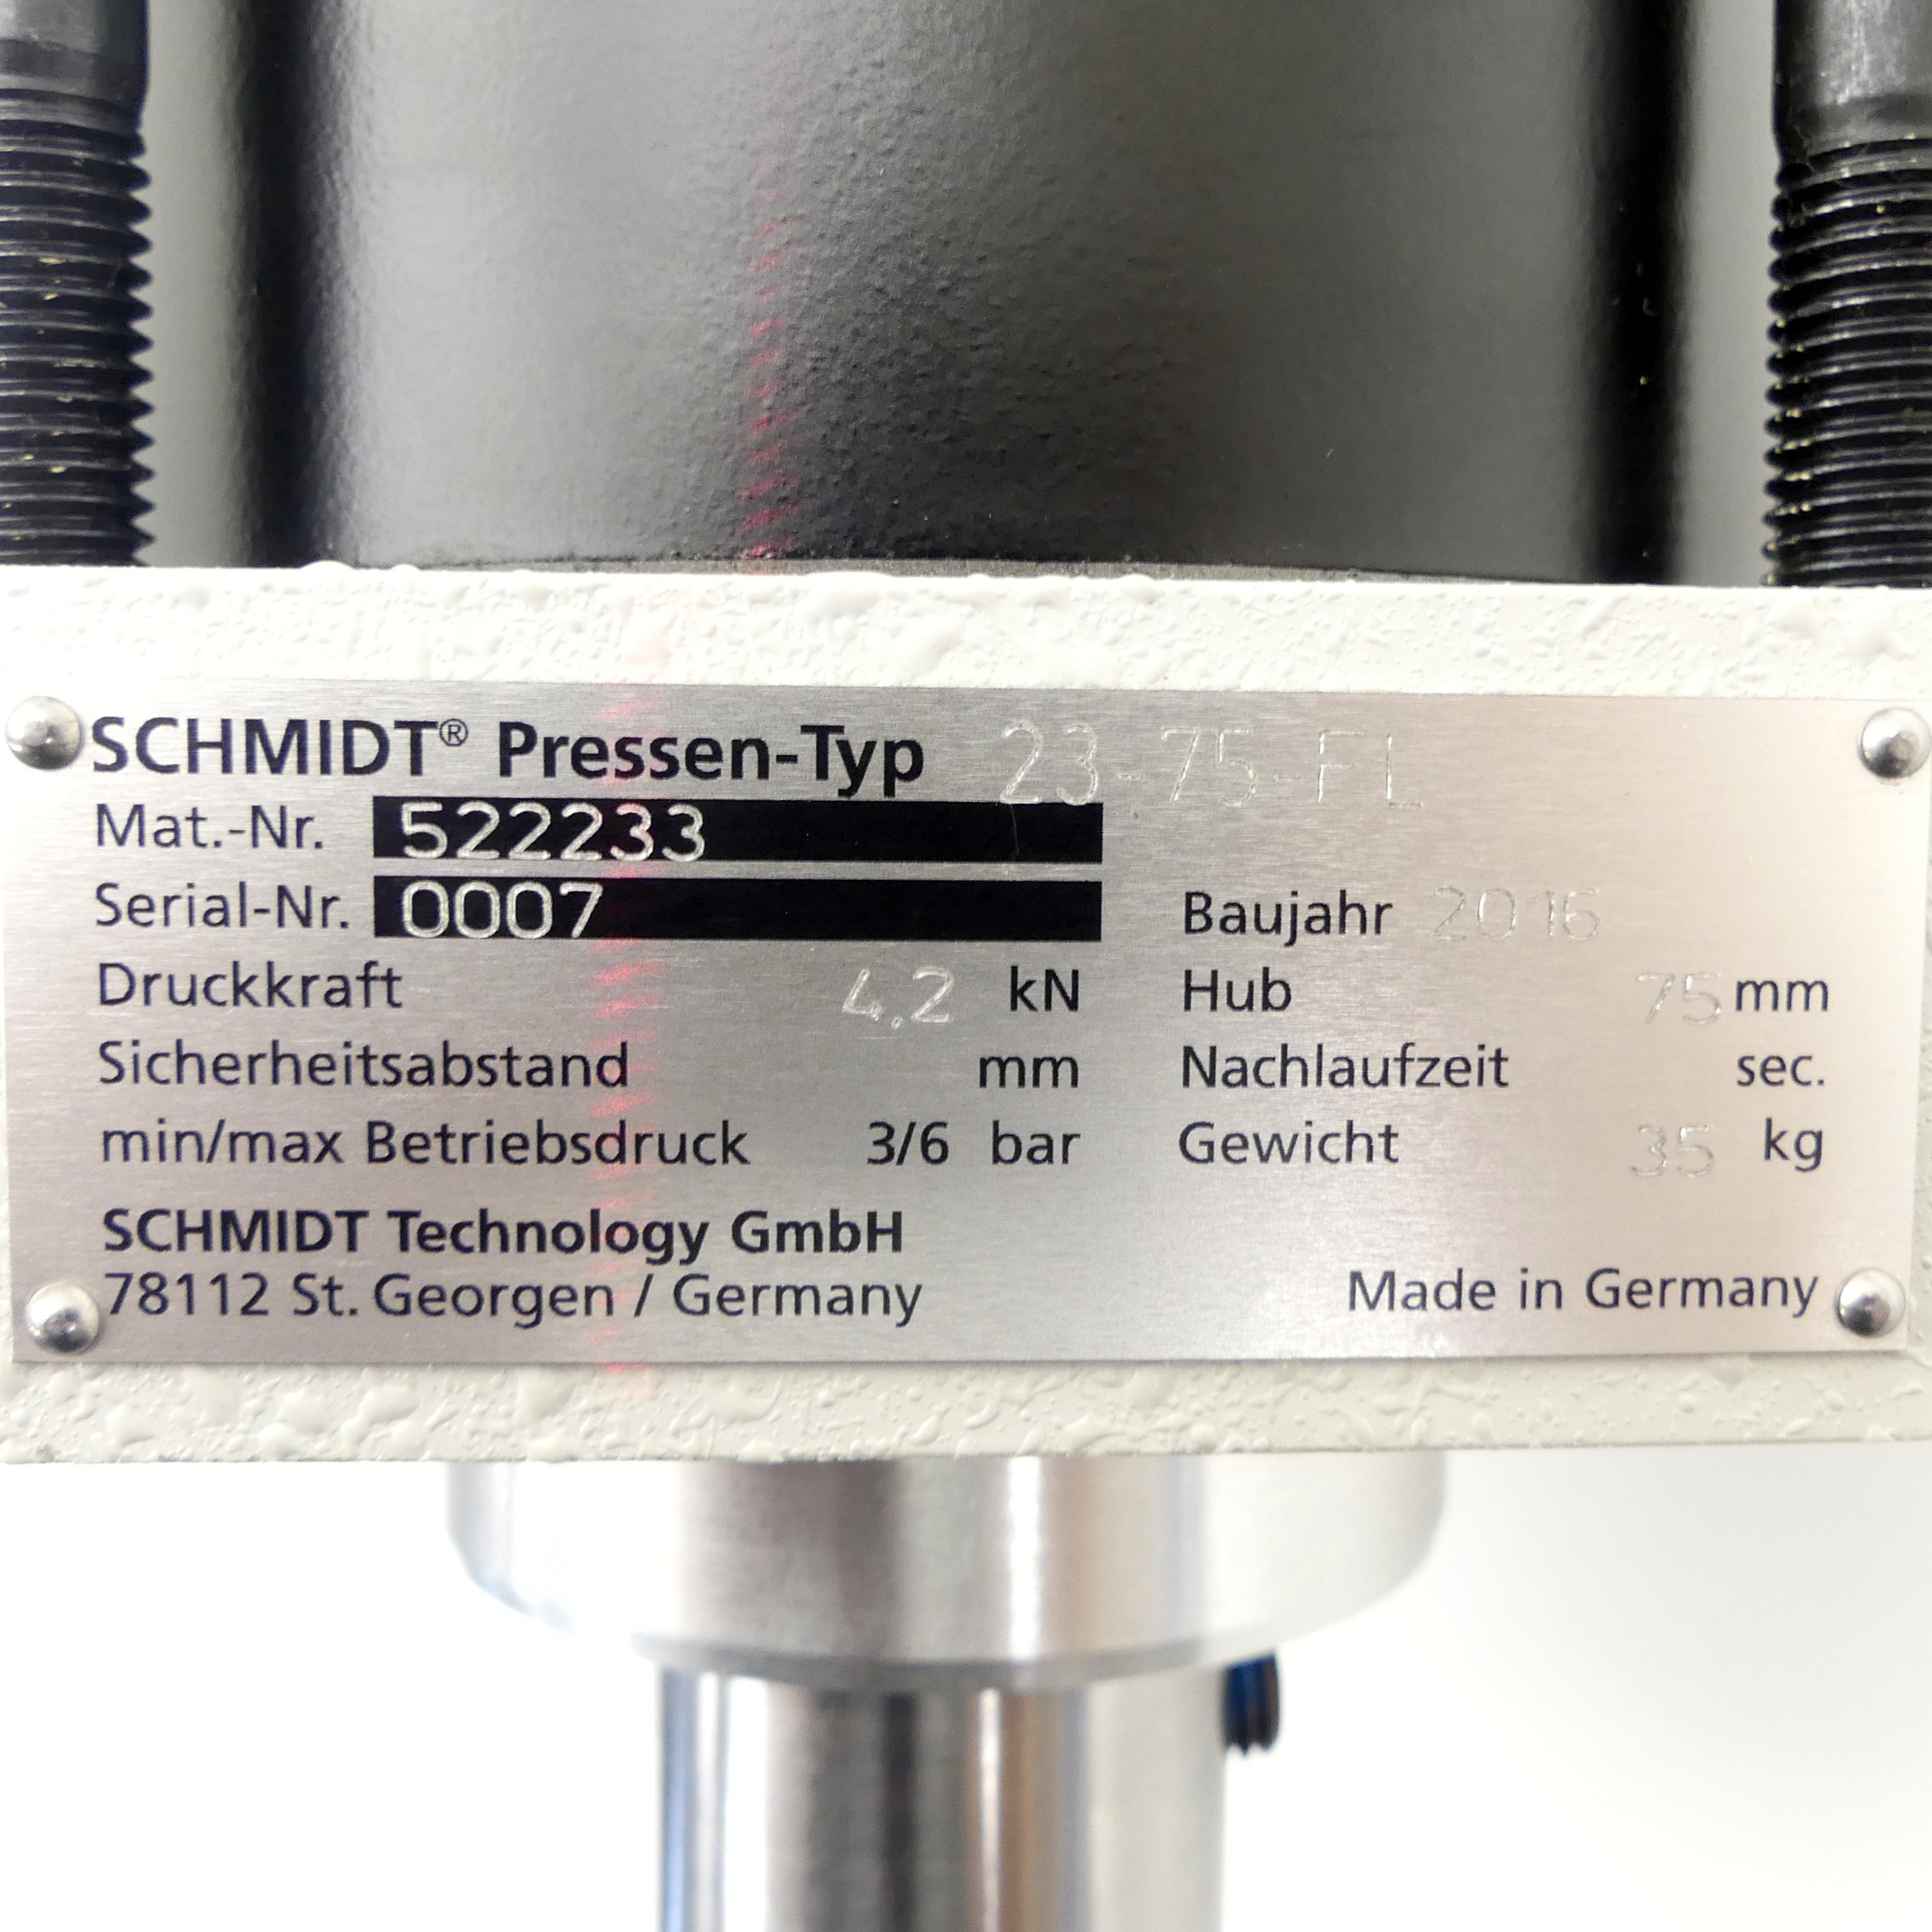 SCHMIDT® Pressen-Typ 23-75-FL
Mat.-Nr. 522233
Serial-Nr. 0007 Baujahr 2016
Druckkraft 4.2 kN Hub 75 mm
Sicherheitsabstand mm Nachlaufzeit sec.
min/max Betriebsdruck 3/6 bar Gewicht 35 kg
SCHMIDT Technology GmbH
78112 St. Georgen / Germany Made in Germany